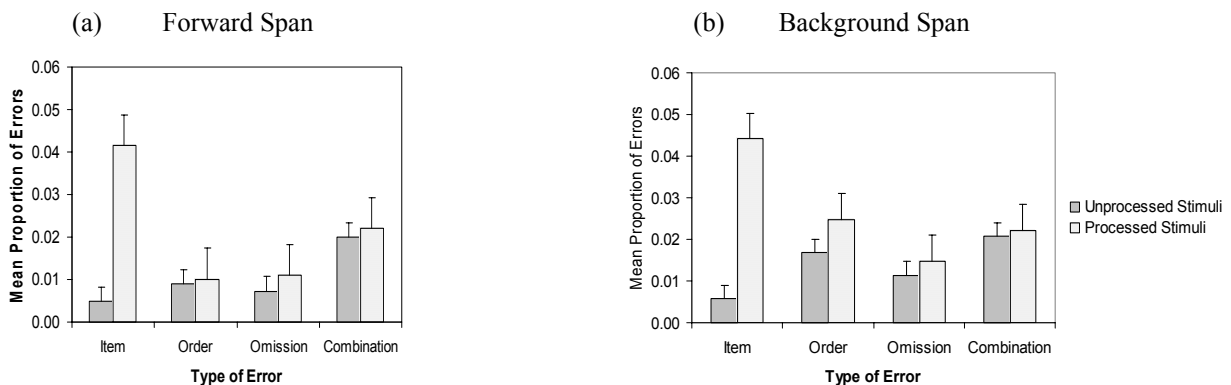 (a) Forward Span
0.06
0.05
0.04
0.03
0.02
0.01
0.00
Mean Proportion of Errors
Item Order Omission Combination
Type of Error
(b) Background Span
0.06
0.05
0.04
0.03
0.02
0.01
0.00
Mean Proportion of Errors
Item Order Omission Combination
Type of Error
Unprocessed Stimuli
Processed Stimuli